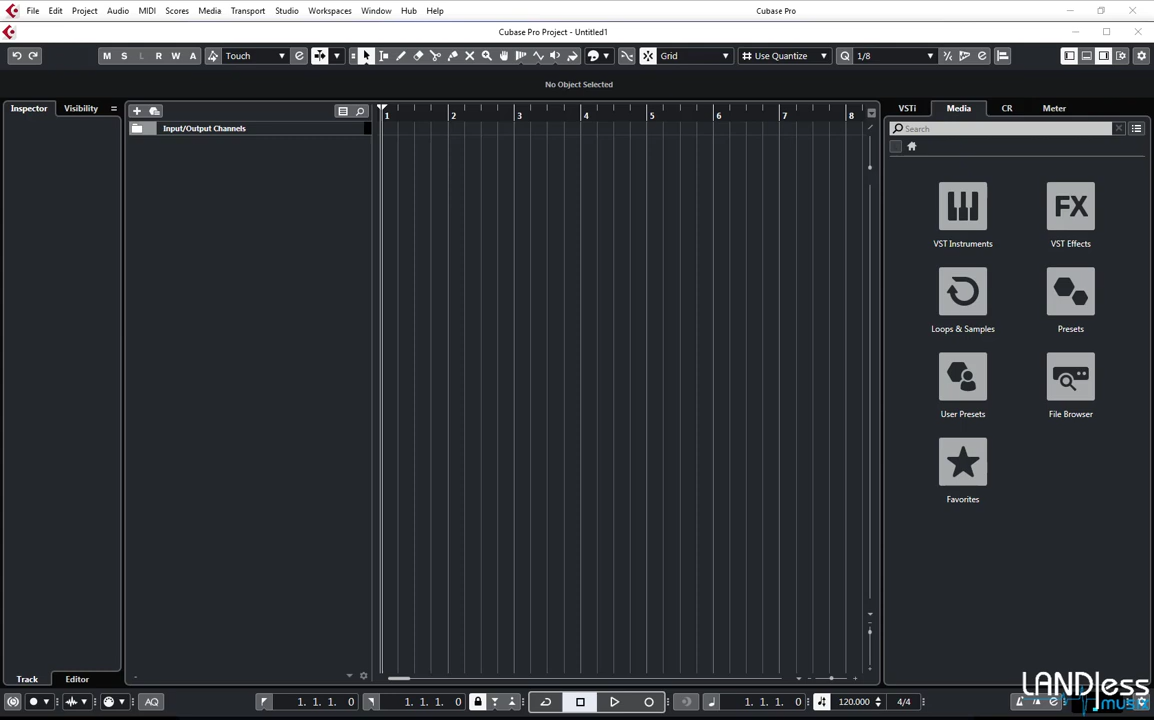 File Edit Project Audio MIDI Scores Media Transport Studio Workspaces Window Hub Help Cubase Pro
Cubase Pro Project - Untitled1
M S L R W A Touch Grid Use Quantize Q 1/8
No Object Selected
Inspector Visibility
1 2 3 4 5 6 7 8
VSTi Media CR Meter
Input/Output Channels
Search
VST Instruments
FX
VST Effects
Loops & Samples
Presets
User Presets
File Browser
Favorites
Track Editor
AQ 1. 1. 1. 0 1. 1. 1. 0 1. 1. 1. 0 120.000 4/4
LANDless
music